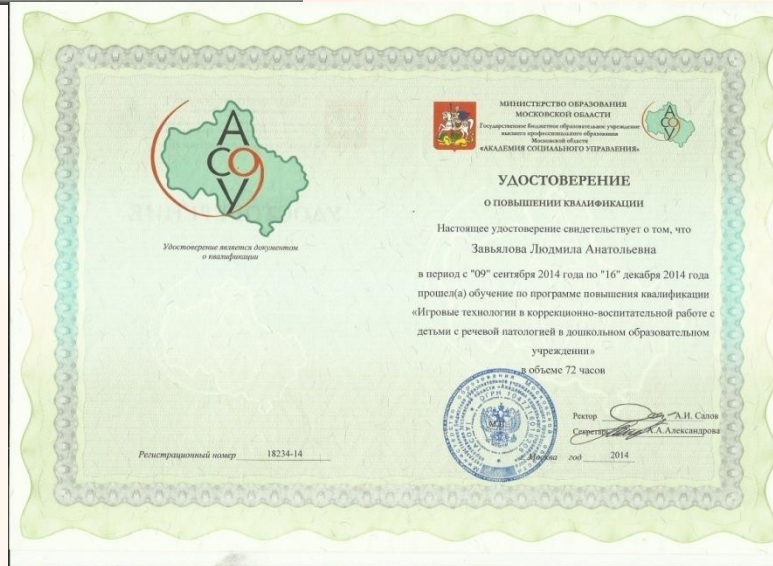 АСОУ
Удостоверение является документом
о квалификации
Регистрационный номер 18234-14
МИНИСТЕРСТВО ОБРАЗОВАНИЯ
МОСКОВСКОЙ ОБЛАСТИ
Государственное бюджетное образовательное учреждение
высшего профессионального образования
Московской области
«АКАДЕМИЯ СОЦИАЛЬНОГО УПРАВЛЕНИЯ»
УДОСТОВЕРЕНИЕ
О ПОВЫШЕНИИ КВАЛИФИКАЦИИ
Настоящее удостоверение свидетельствует о том, что
Завьялова Людмила Анатольевна
в период с "09" сентября 2014 года по "16" декабря 2014 года
прошел(а) обучение по программе повышения квалификации
«Игровые технологии в коррекционно-воспитательной работе с
детьми с речевой патологией в дошкольном образовательном
учреждении»
в объеме 72 часов
М.П.
Ректор А.И. Салов
Секретарь А.А.Александрова
г. Москва год 2014